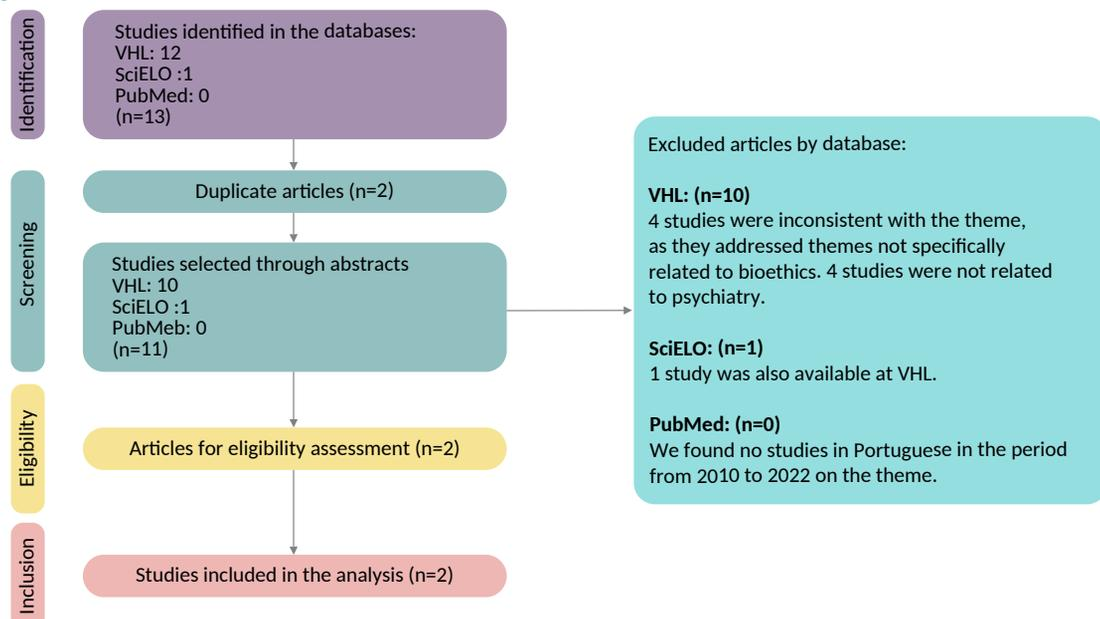 Identification
Studies identified in the databases:
VHL: 12
SciELO :1
PubMed: 0
(n=13)
Screening
Duplicate articles (n=2)
Studies selected through abstracts
VHL: 10
SciELO :1
PubMeb: 0
(n=11)
Excluded articles by database:
VHL: (n=10)
4 studies were inconsistent with the theme,
as they addressed themes not specifically
related to bioethics. 4 studies were not related
to psychiatry.
SciELO: (n=1)
1 study was also available at VHL.
PubMed: (n=0)
We found no studies in Portuguese in the period
from 2010 to 2022 on the theme.
Eligibility
Articles for eligibility assessment (n=2)
Inclusion
Studies included in the analysis (n=2)